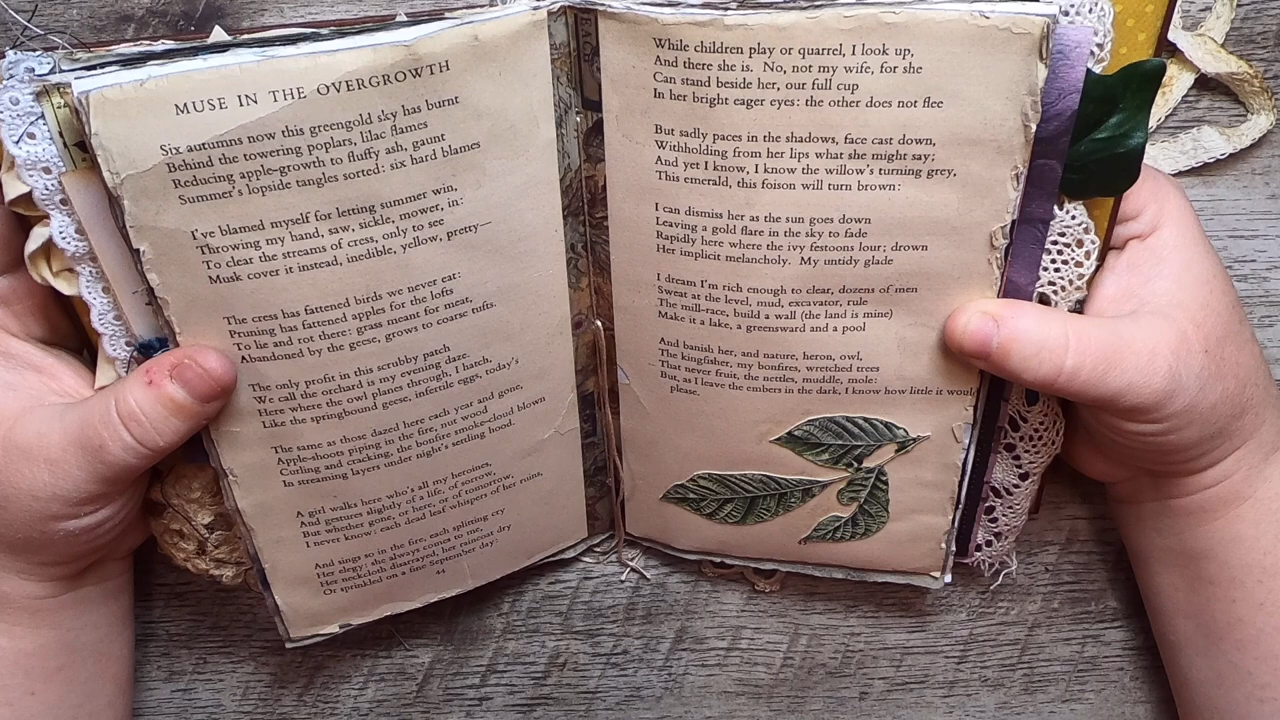 MUSE IN THE OVERGROWTH
Six autumns now this greengold sky has burnt
Behind the towering poplars, lilac flames
Reducing apple-growth to fluffy ash, gaunt
Summer's lopside tangles sorted: six hard blames
I've blamed myself for letting summer win,
Throwing my hand, saw, sickle, mower, in:
To clear the streams of cress, only to see
Musk cover it instead, inedible, yellow, pretty—
The cress has fattened birds we never eat:
Pruning has fattened apples for the lofts
To lie and rot there: grass meant for meat,
Abandoned by the geese, grows to coarse tufts.
The only profit in this scrubby patch
We call the orchard is my evening daze.
Here where the owl planes through, I hatch,
Like the springbound geese, infertile eggs, today's
The same as those dazed here each year and gone,
Apple-shoots piping in the fire, nut wood
Curling and cracking, the bonfire smoke-cloud blown
In streaming layers under night's settling hood.
A girl walks here who's all my heroines,
And gestures slightly of a life, of sorrow,
But whether gone, or here, or of tomorrow,
I never know: each dead leaf whispers of her ruins,
And sings so in the fire, each splitting cry
Her elegy: she always comes to me,
Her neckcloth disarrayed, her raincoat dry
Or sprinkled on a fine September day:
44
While children play or quarrel, I look up,
And there she is. No, not my wife, for she
Can stand beside her, our full cup
In her bright eager eyes: the other does not flee
But sadly paces in the shadows, face cast down,
Withholding from her lips what she might say;
And yet I know, I know the willow's turning grey,
This emerald, this foison will turn brown:
I can dismiss her as the sun goes down
Leaving a gold flare in the sky to fade
Rapidly here where the ivy festoons lour; drown
Her implicit melancholy. My untidy glade
I dream I'm rich enough to clear, dozens of men
Sweat at the level, mud, excavator, rule
The mill-race, build a wall (the land is mine)
Make it a lake, a greensward and a pool
And banish her, and nature, heron, owl,
The kingfisher, my bonfires, wretched trees
That never fruit, the nettles, muddle, mole:
But, as I leave the embers in the dark, I know how little it woul
please.